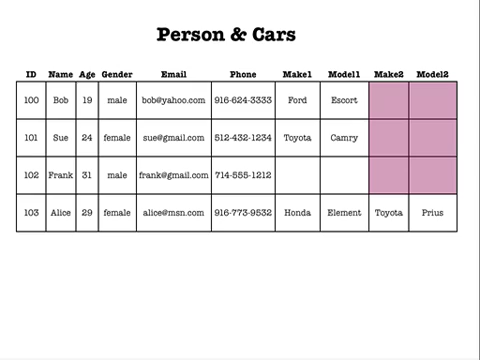 Person & Cars
ID Name Age Gender Email Phone Make1 Model1 Make2 Model2
100 Bob 19 male bob@yahoo.com 916-624-3333 Ford Escort
101 Sue 24 female sue@gmail.com 512-432-1234 Toyota Camry
102 Frank 31 male frank@gmail.com 714-555-1212
103 Alice 29 female alice@msn.com 916-773-9532 Honda Element Toyota Prius